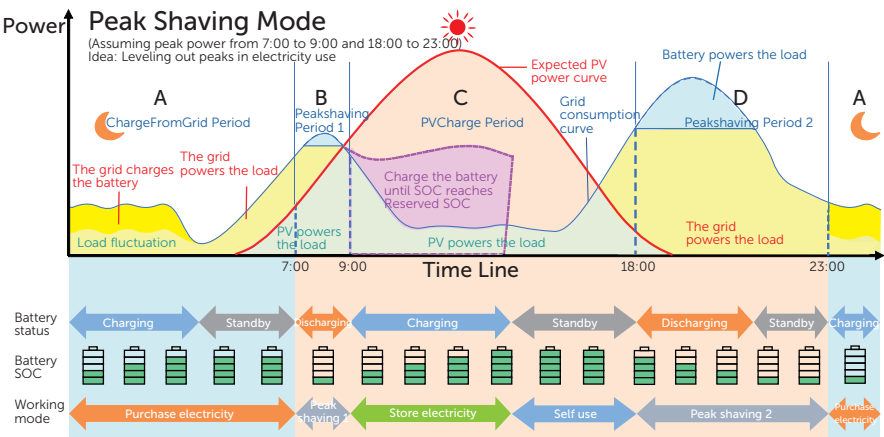 Power
Peak Shaving Mode
(Assuming peak power from 7:00 to 9:00 and 18:00 to 23:00)
Idea: Leveling out peaks in electricity use
Expected PV
power curve
Battery powers the load
A
B
C
D
A
ChargeFromGrid Period
Peakshaving
Period 1
PVCharge Period
Grid
consumption
curve
Peakshaving Period 2
The grid charges
the battery
The grid
powers the load
Charge the battery
until SOC reaches
Reserved SOC
Load fluctuation
PV powers
the load
PV powers the load
The grid
powers the load
7:00
9:00
Time Line
18:00
23:00
Battery
status
Charging
Standby
Discharging
Charging
Standby
Discharging
Standby
Charging
Battery
SOC
Working
mode
Purchase electricity
Peak
shaving 1
Store electricity
Self use
Peak shaving 2
Purchase
electricity